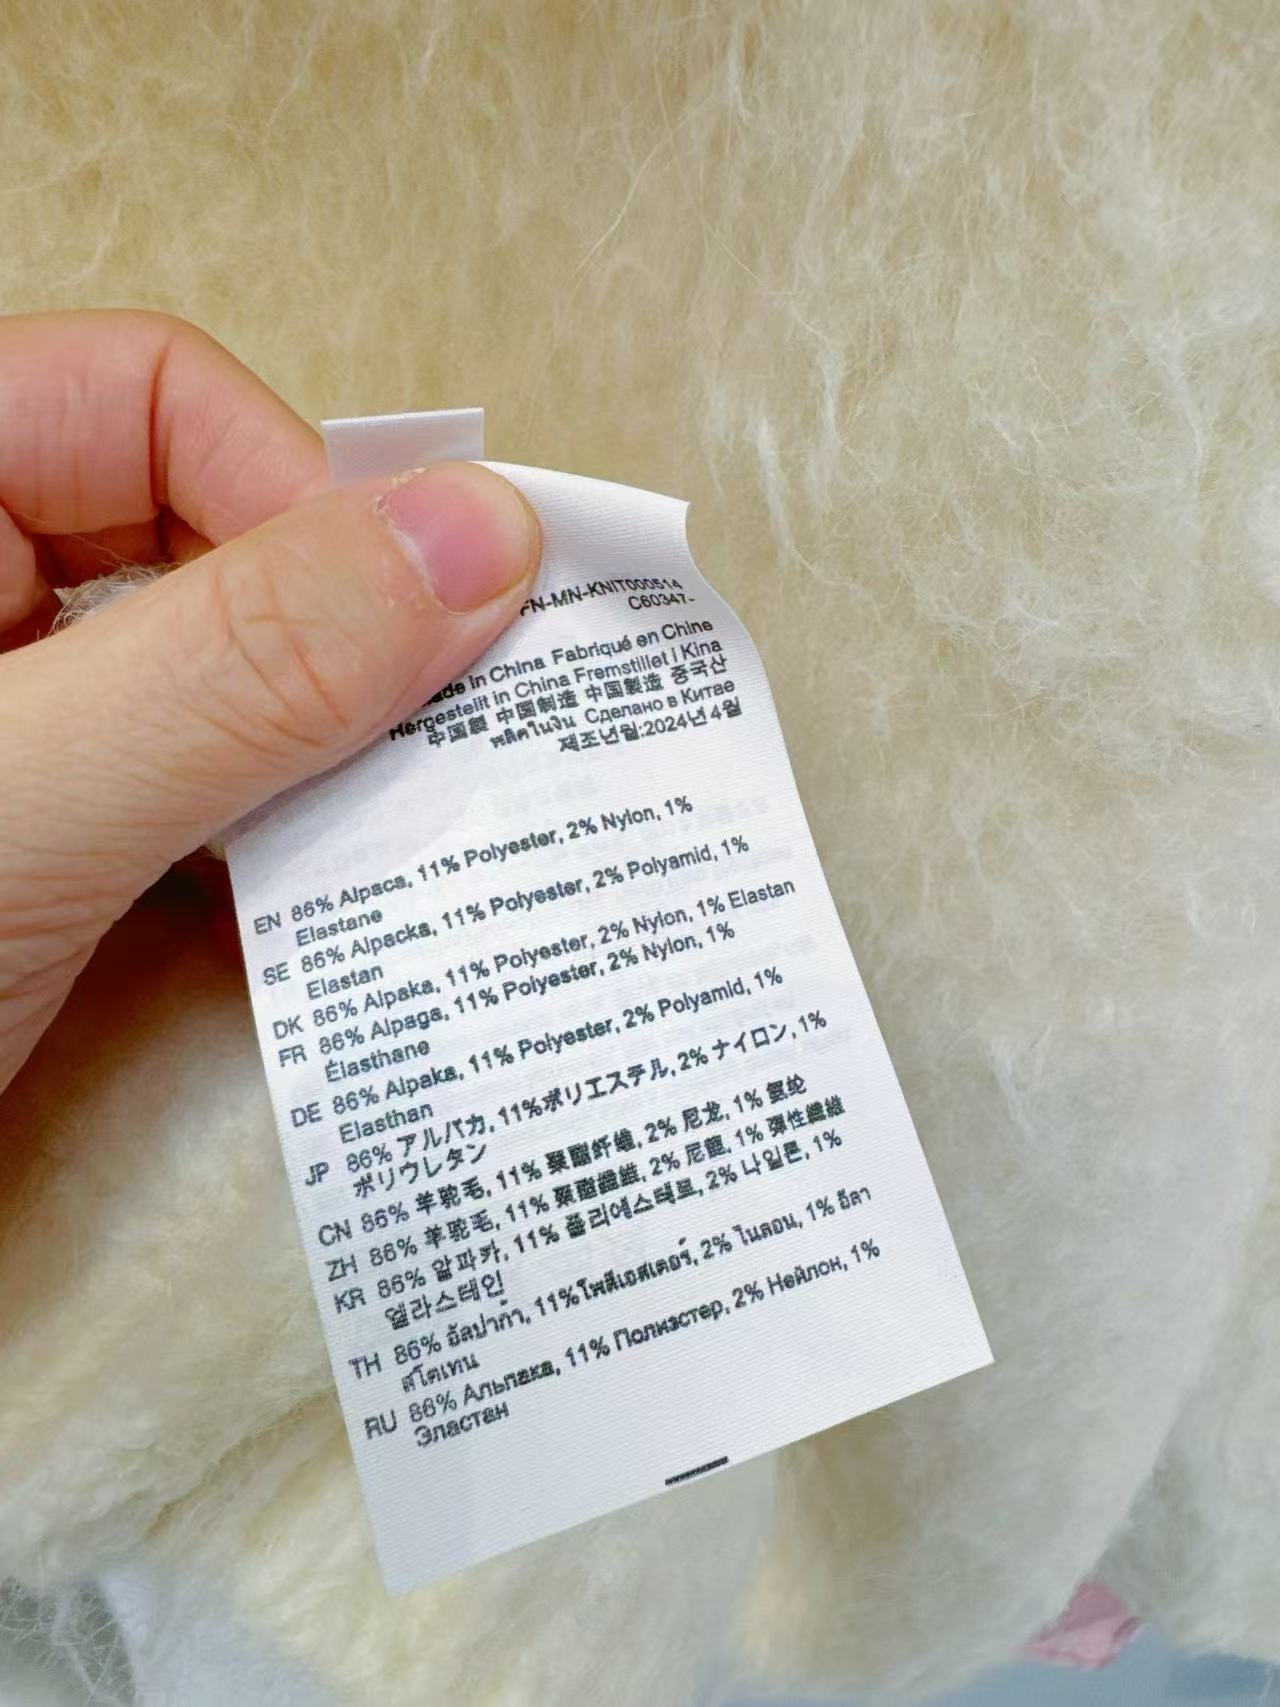 FN-MN-KNIT000514
C60347-
in China Fabriqué en Chine
Hergestellt in China Fremstillet i Kina
中国製 中国制造 中国製造 중국산
ผลิตในจีน Сделано в Китае
제조년월:2024년 4월
EN 86% Alpaca, 11% Polyester, 2% Nylon, 1%
Elastane
SE 86% Alpacka, 11% Polyester, 2% Polyamid, 1%
Elastan
DK 86% Alpaka, 11% Polyester, 2% Nylon, 1% Elastan
FR 86% Alpaga, 11% Polyester, 2% Nylon, 1%
Élasthane
DE 86% Alpaka, 11% Polyester, 2% Polyamid, 1%
Elasthan
JP 86% アルパカ, 11%ポリエステル, 2% ナイロン, 1%
ポリウレタン
CN 86% 羊驼毛, 11% 聚酯纤维, 2% 尼龙, 1% 氨纶
ZH 86% 羊驼毛, 11% 聚酯纖維, 2% 尼龍, 1% 彈性纖維
KR 86% 알파카, 11% 폴리에스테르, 2% 나일론, 1%
엘라스테인
TH 86% อัลปาก้า, 11%โพลีเอสเตอร์, 2% ไนลอน, 1% อีลา
สโตเทน
RU 86% Альпака, 11% Полиэстер, 2% Нейлон, 1%
Эластан